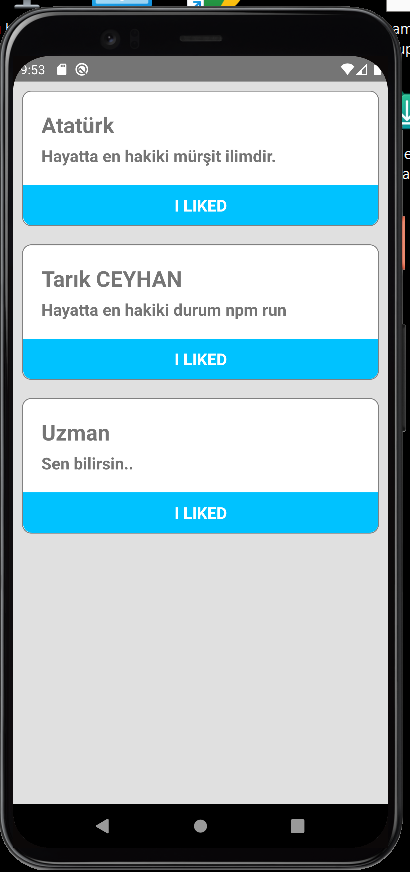 9:53
Atatürk
Hayatta en hakiki mürşit ilimdir.
I LIKED
Tarık CEYHAN
Hayatta en hakiki durum npm run
I LIKED
Uzman
Sen bilirsin..
I LIKED